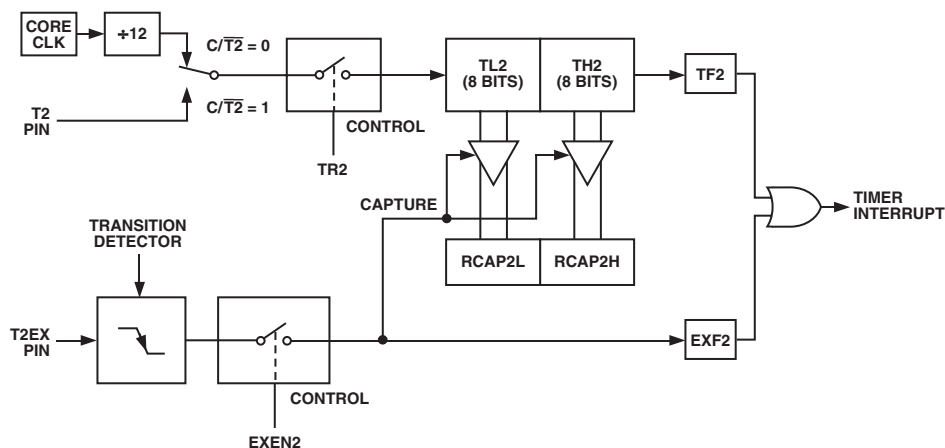 CORE
CLK
÷12
C/T2 = 0
C/T2 = 1
T2
PIN
CONTROL
TR2
TL2
(8 BITS)
TH2
(8 BITS)
TF2
CAPTURE
TIMER
INTERRUPT
TRANSITION
DETECTOR
RCAP2L
RCAP2H
T2EX
PIN
EXF2
CONTROL
EXEN2